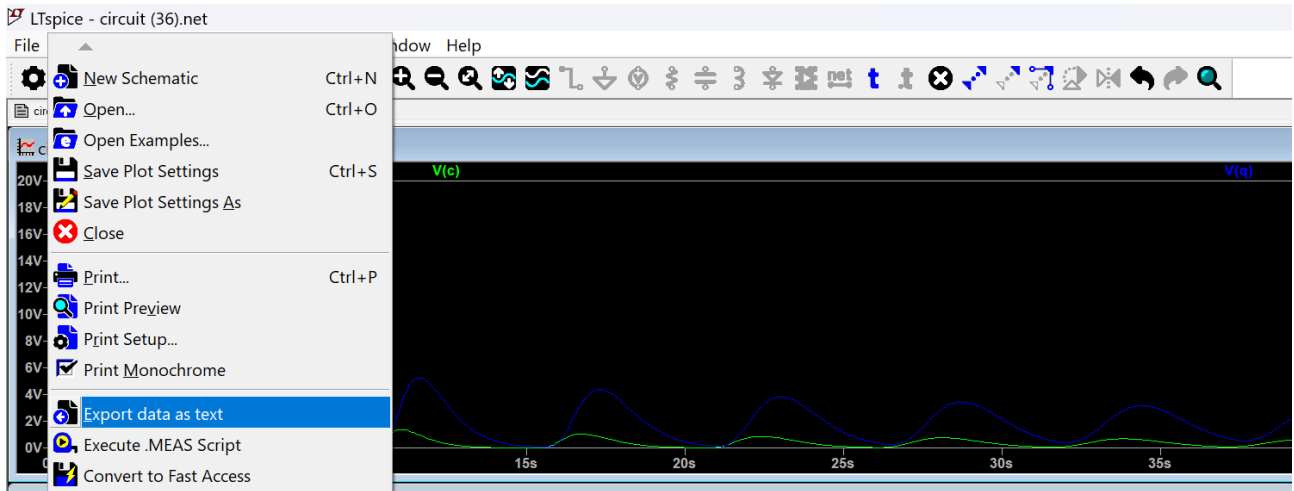 LTspice - circuit (36).net
File
ndow Help
New Schematic Ctrl+N
net
t
t
cir
Open... Ctrl+O
Open Examples...
C
V(c)
V(q)
Save Plot Settings Ctrl+S
20V
Save Plot Settings As
18V
Close
16V
14V
Print... Ctrl+P
12V
Print Preview
10V
Print Setup...
8V
Print Monochrome
6V
4V
Export data as text
2V
Execute .MEAS Script
0V
0
15s
20s
25s
30s
35s
Convert to Fast Access